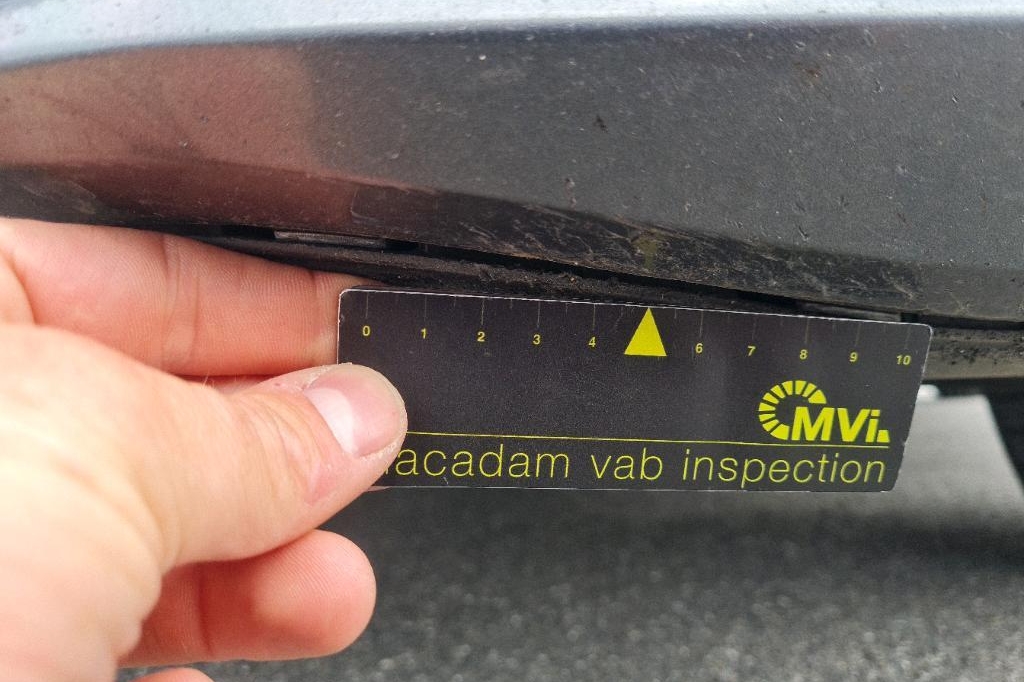 0 1 2 3 4 6 7 8 9 10
MVi.
acadam vab inspection